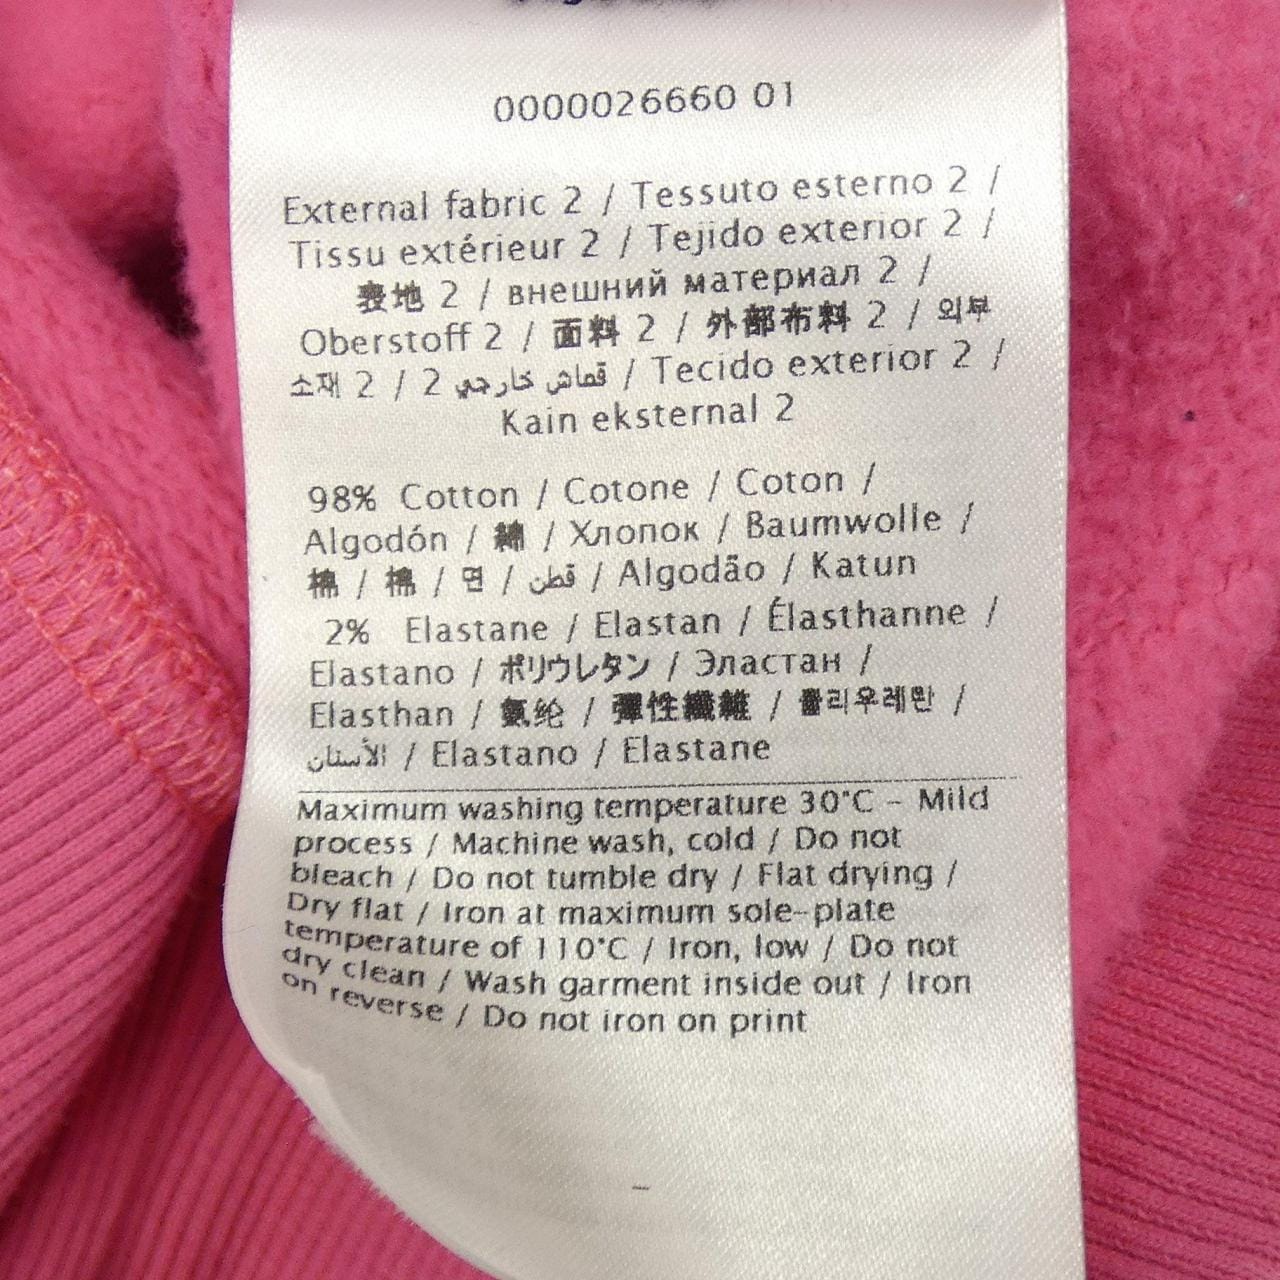 0000026660 01
External fabric 2 / Tessuto esterno 2 /
Tissu extérieur 2 / Tejido exterior 2 /
表地 2 / внешний материал 2 /
Oberstoff 2 / 面料 2 / 外部布料 2 / 외부
소재 2 / 2 قماش خارجي / Tecido exterior 2 /
Kain eksternal 2
98% Cotton / Cotone / Coton /
Algodón / 綿 / Хлопок / Baumwolle /
棉 / 棉 / 면 / قطن / Algodão / Katun
2% Elastane / Elastan / Élasthanne /
Elastano / ポリウレタン / Эластан /
Elasthan / 氨纶 / 彈性纖維 / 폴리우레탄 /
الأستان / Elastano / Elastane
Maximum washing temperature 30°C - Mild
process / Machine wash, cold / Do not
bleach / Do not tumble dry / Flat drying /
Dry flat / Iron at maximum sole-plate
temperature of 110°C / Iron, low / Do not
dry clean / Wash garment inside out / Iron
on reverse / Do not iron on print